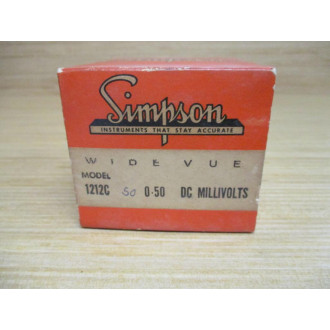 Simpson
INSTRUMENTS THAT STAY ACCURATE
WIDE VUE
MODEL
1212C 50 0-50 DC MILLIVOLTS